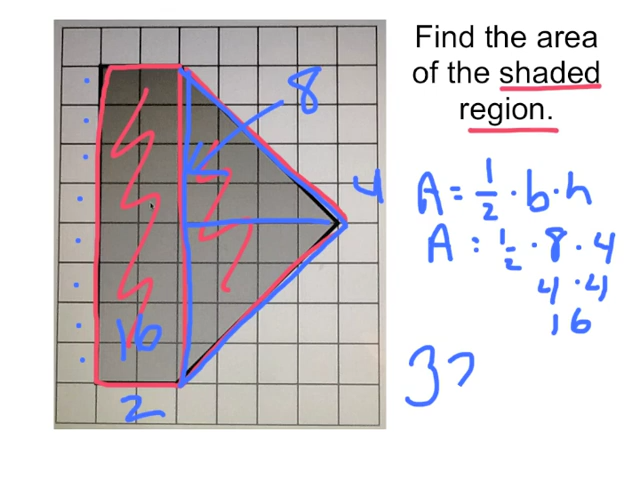 Find the area
of the shaded
region.
8
4
A = 1/2 · b · h
A = 1/2 · 8 · 4
4 · 4
16
16
2
32